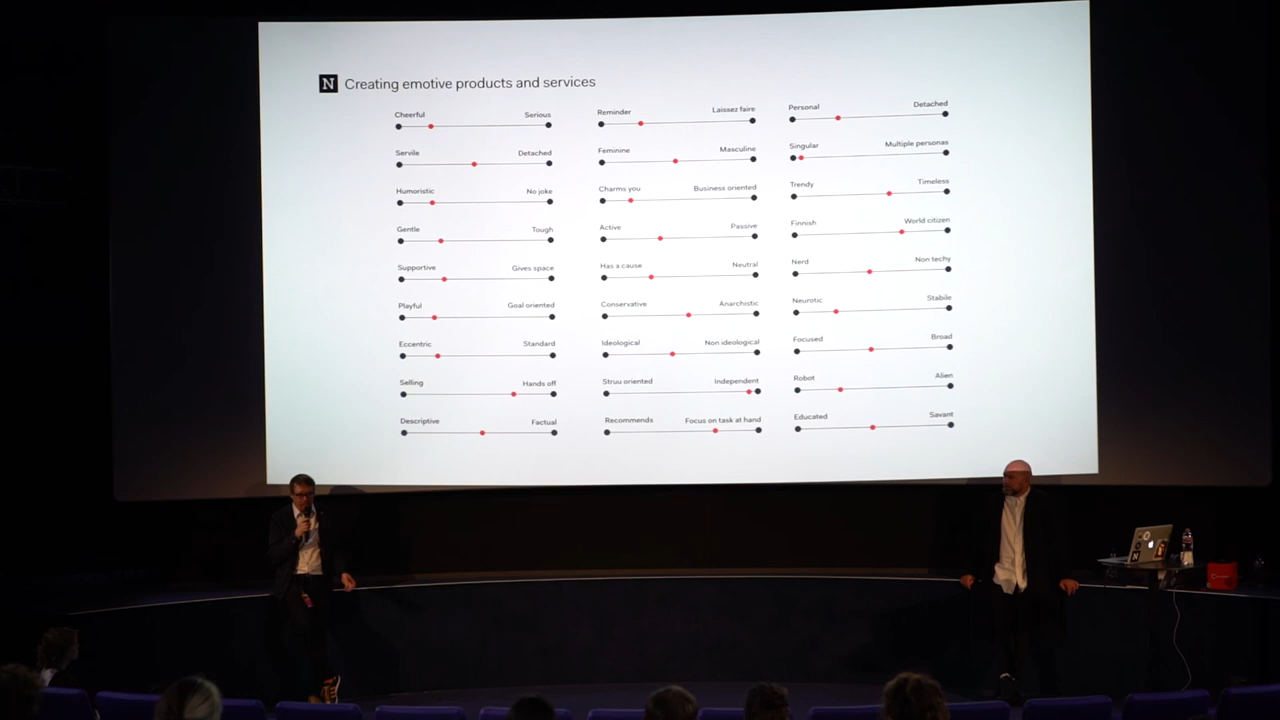 N Creating emotive products and services
Cheerful Serious
Servile Detached
Humoristic No joke
Gentle Tough
Supportive Gives space
Playful Goal oriented
Eccentric Standard
Selling Hands off
Descriptive Factual
Reminder Laissez faire
Feminine Masculine
Charms you Business oriented
Active Passive
Has a cause Neutral
Conservative Anarchistic
Ideological Non ideological
Struu oriented Independent
Recommends Focus on task at hand
Personal Detached
Singular Multiple personas
Trendy Timeless
Finnish World citizen
Nerd Non techy
Neurotic Stabile
Focused Broad
Robot Alien
Educated Savant